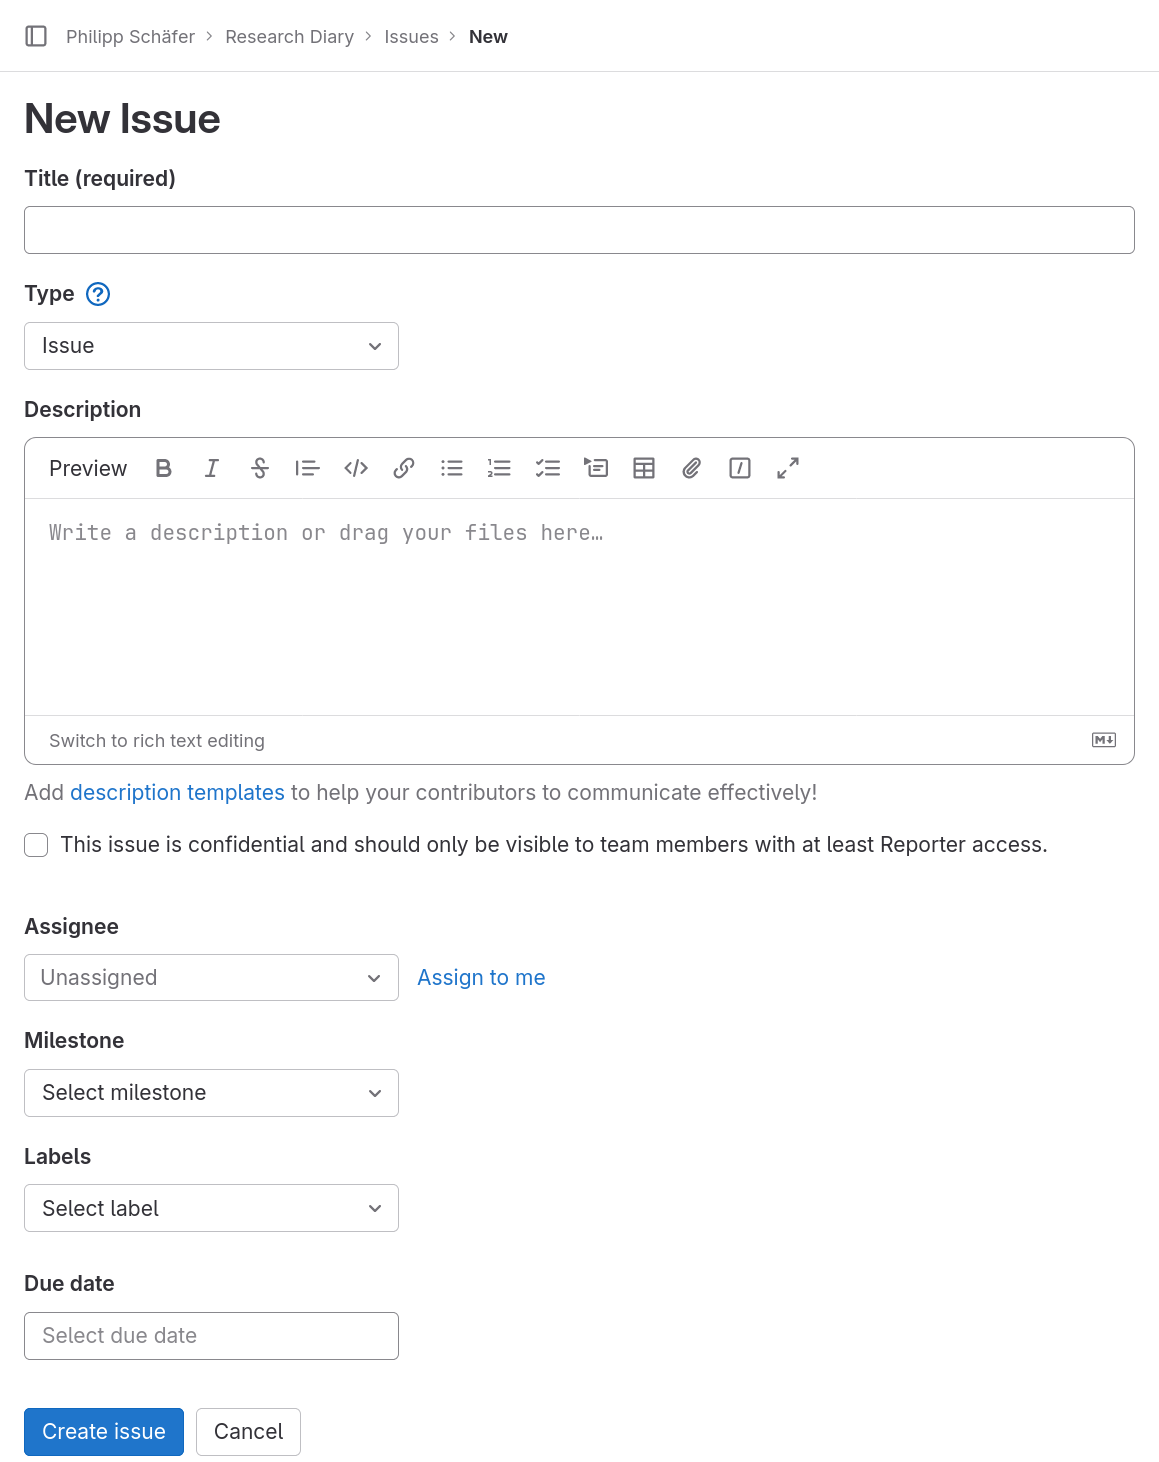 Philipp Schäfer > Research Diary > Issues > New
New Issue
Title (required)
Type ?
Issue
Description
Preview
Write a description or drag your files here…
Switch to rich text editing
Add description templates to help your contributors to communicate effectively!
This issue is confidential and should only be visible to team members with at least Reporter access.
Assignee
Unassigned Assign to me
Milestone
Select milestone
Labels
Select label
Due date
Select due date
Create issue Cancel